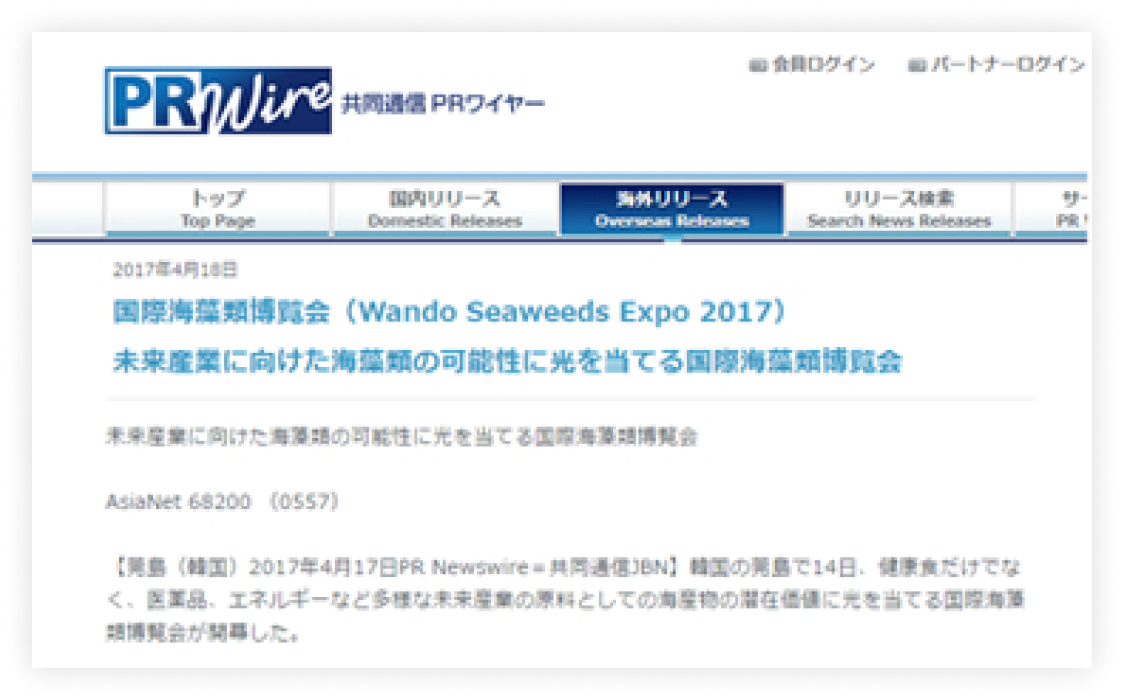 会員ログイン パートナーログイン
PRWire 共同通信 PRワイヤー
トップ 国内リリース 海外リリース リリース検索 サー
Top Page Domestic Releases Overseas Releases Search News Releases PR
2017年4月18日
国際海藻類博覧会（Wando Seaweeds Expo 2017）
未来産業に向けた海藻類の可能性に光を当てる国際海藻類博覧会
未来産業に向けた海藻類の可能性に光を当てる国際海藻類博覧会
AsiaNet 68200 （0557）
【莞島（韓国）2017年4月17日PR Newswire＝共同通信JBN】韓国の莞島で14日、健康食だけでな
く、医薬品、エネルギーなど多様な未来産業の原料としての海産物の潜在価値に光を当てる国際海藻
類博覧会が開幕した。